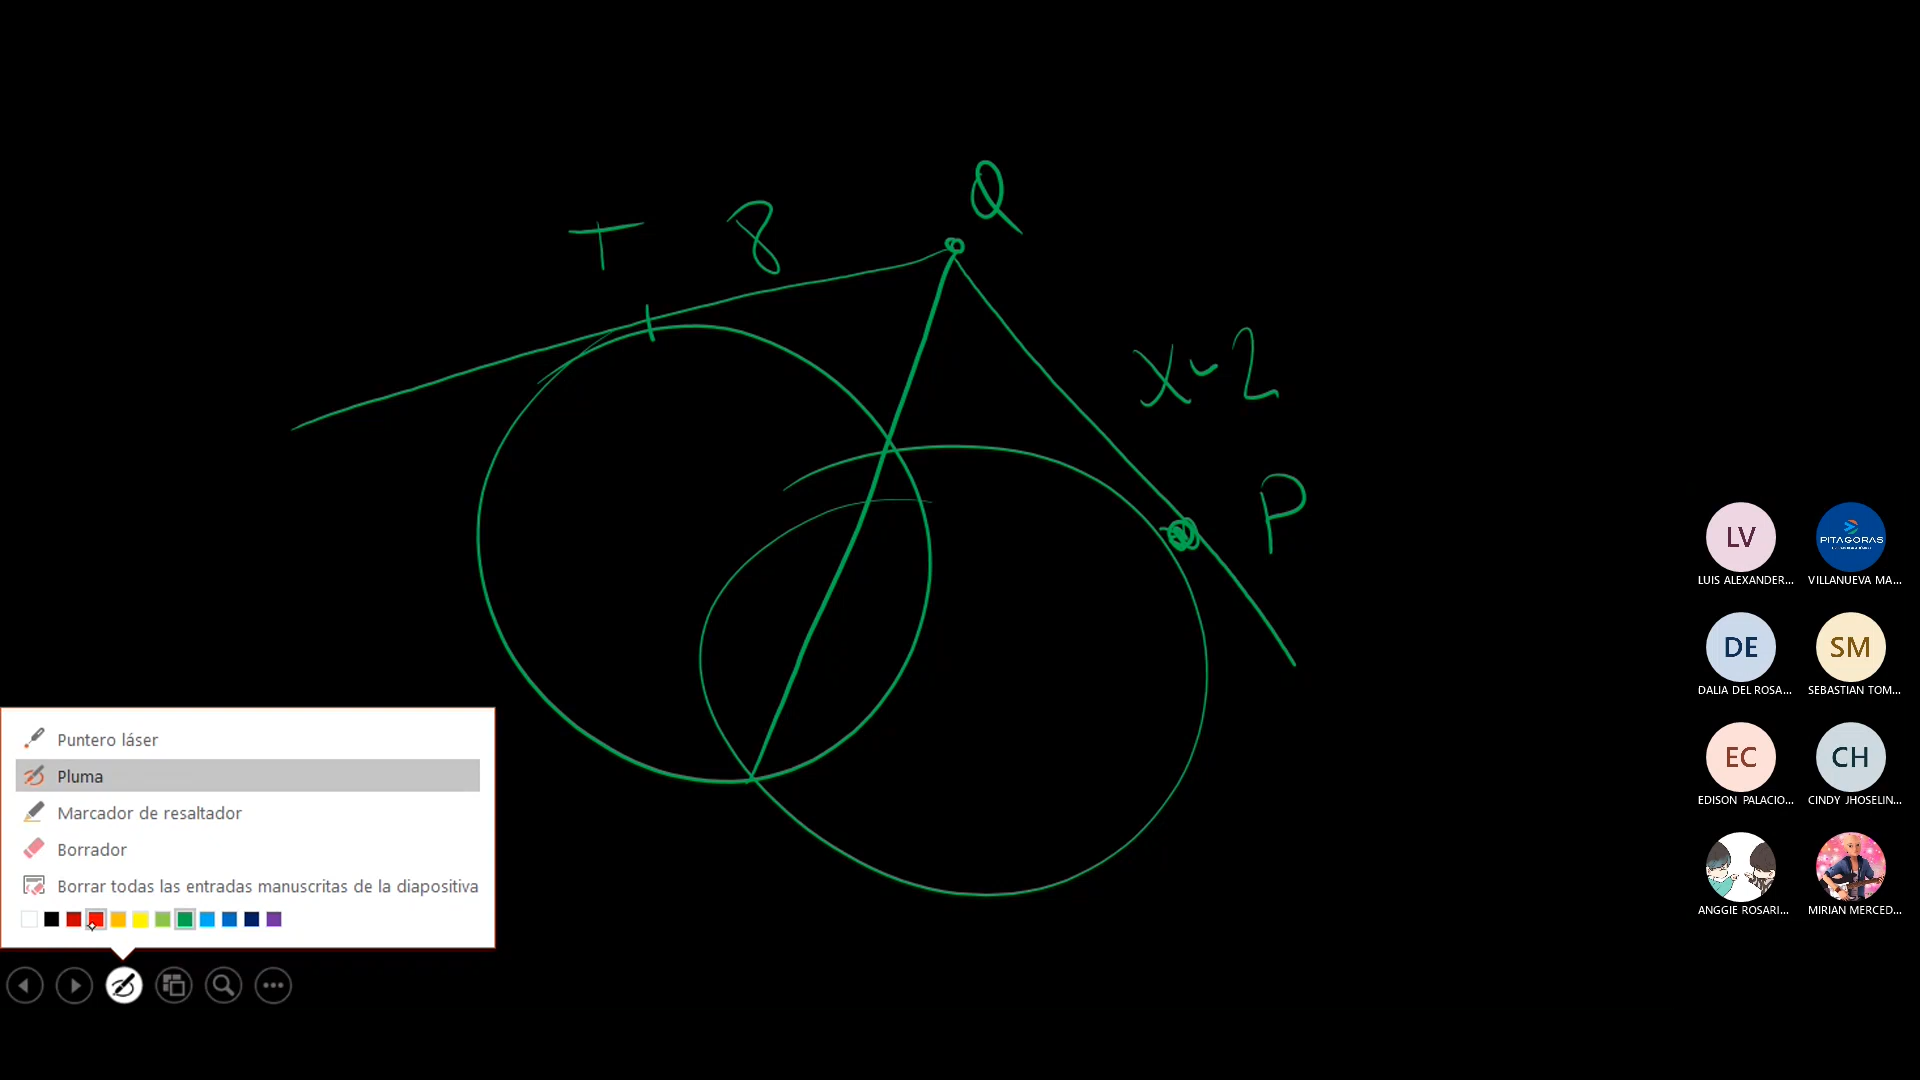 Q
T 8
x-2
P
LV
PITAGORAS
LUIS ALEXANDER...
VILLANUEVA MA...
DE
SM
DALIA DEL ROSA...
SEBASTIAN TOM...
EC
CH
EDISON PALACIO...
CINDY JHOSELIN...
ANGGIE ROSARI...
MIRIAN MERCED...
Puntero láser
Pluma
Marcador de resaltador
Borrador
Borrar todas las entradas manuscritas de la diapositiva